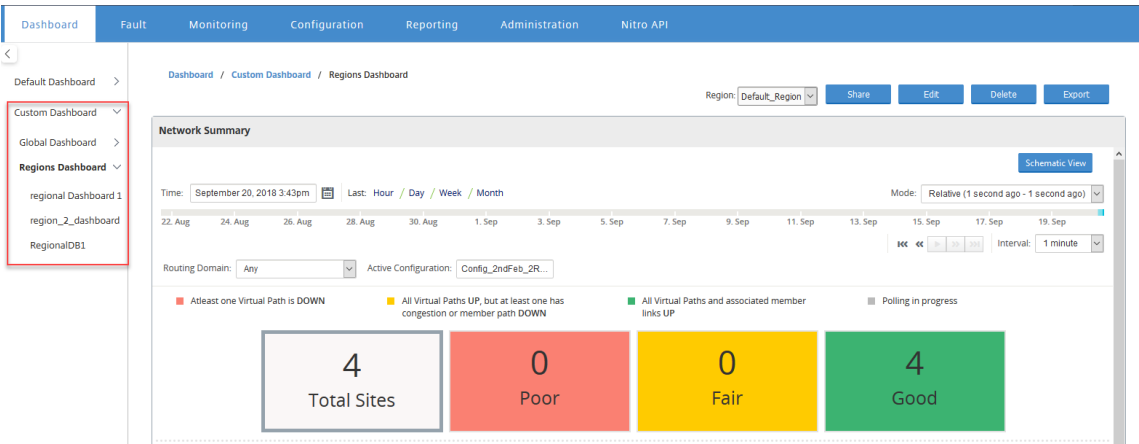 Dashboard Fault Monitoring Configuration Reporting Administration Nitro API
Default Dashboard
Custom Dashboard
Global Dashboard
Regions Dashboard
regional Dashboard 1
region_2_dashboard
RegionalDB1
Dashboard / Custom Dashboard / Regions Dashboard
Region: Default_Region Share Edit Delete Export
Network Summary
Schematic View
Time: September 20, 2018 3:43pm Last: Hour / Day / Week / Month Mode: Relative (1 second ago - 1 second ago)
22. Aug 24. Aug 26. Aug 28. Aug 30. Aug 1. Sep 3. Sep 5. Sep 7. Sep 9. Sep 11. Sep 13. Sep 15. Sep 17. Sep 19. Sep
Interval: 1 minute
Routing Domain: Any Active Configuration: Config_2ndFeb_2R...
Atleast one Virtual Path is DOWN
All Virtual Paths UP, but at least one has
congestion or member path DOWN
All Virtual Paths and associated member
links UP
Polling in progress
4
Total Sites
0
Poor
0
Fair
4
Good